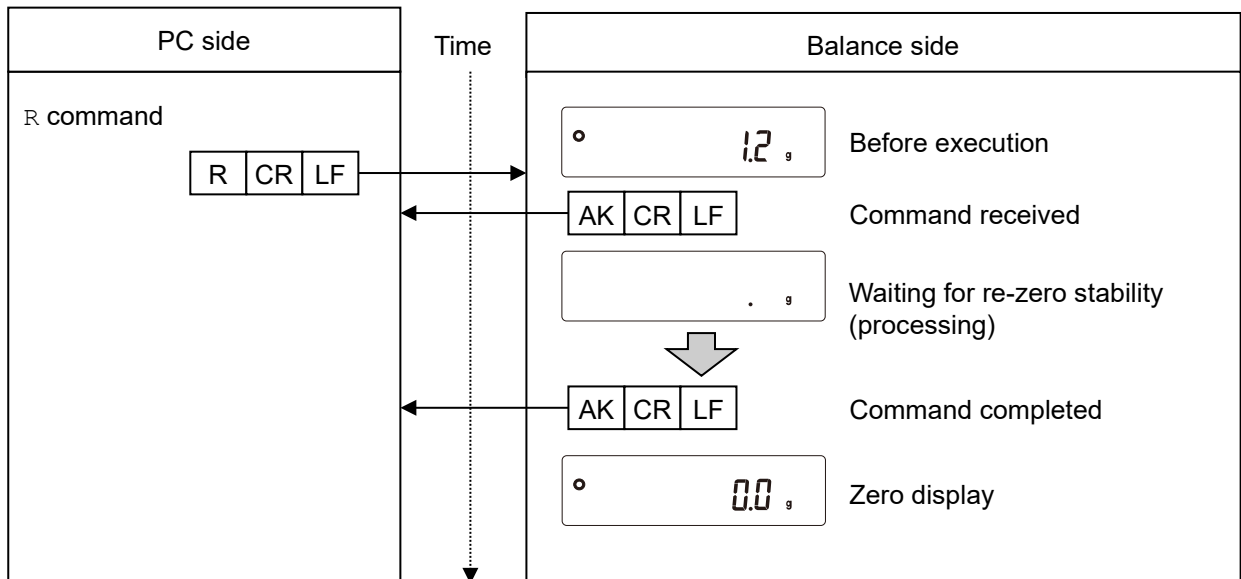 PC side
Time
Balance side
R command
R CR LF
1.2 g
Before execution
AK CR LF
Command received
. g
Waiting for re-zero stability
(processing)
AK CR LF
Command completed
0.0 g
Zero display